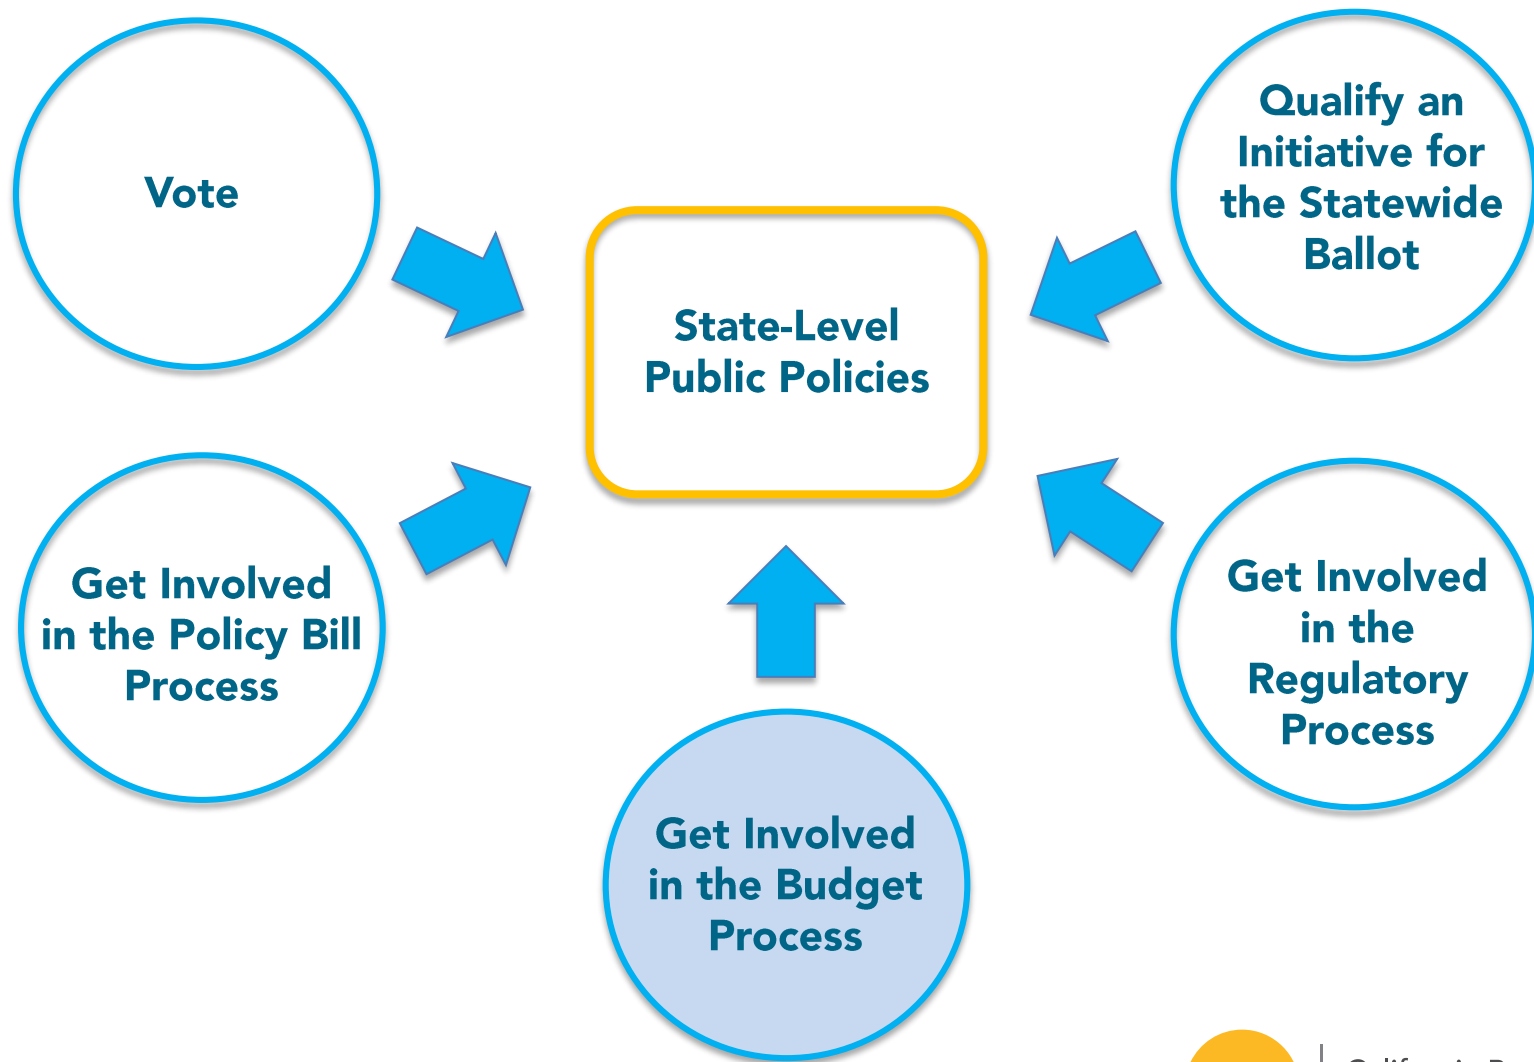 Vote
Qualify an
Initiative for
the Statewide
Ballot
State-Level
Public Policies
Get Involved
in the Policy Bill
Process
Get Involved
in the
Regulatory
Process
Get Involved
in the Budget
Process